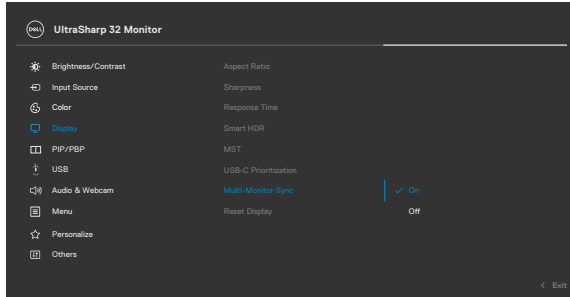 DELL UltraSharp 32 Monitor
Brightness/Contrast Aspect Ratio
Input Source Sharpness
Color Response Time
Display Smart HDR
PIP/PBP MST
USB USB-C Prioritization
Audio & Webcam Multi-Monitor Sync ✓ On
Menu Reset Display Off
Personalize
Others
< Exit